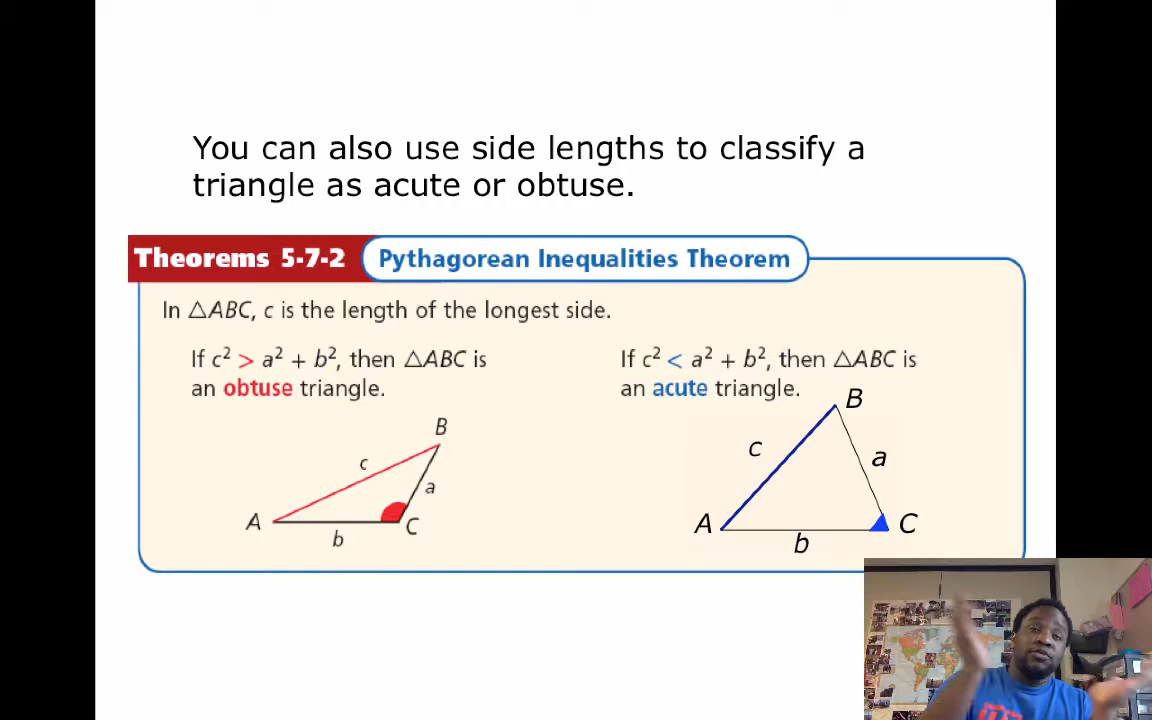 You can also use side lengths to classify a
triangle as acute or obtuse.
Theorems 5-7-2 Pythagorean Inequalities Theorem
In △ABC, c is the length of the longest side.
If c² > a² + b², then △ABC is
an obtuse triangle.
If c² < a² + b², then △ABC is
an acute triangle.
B
c
a
A
C
b
B
c
a
A
C
b